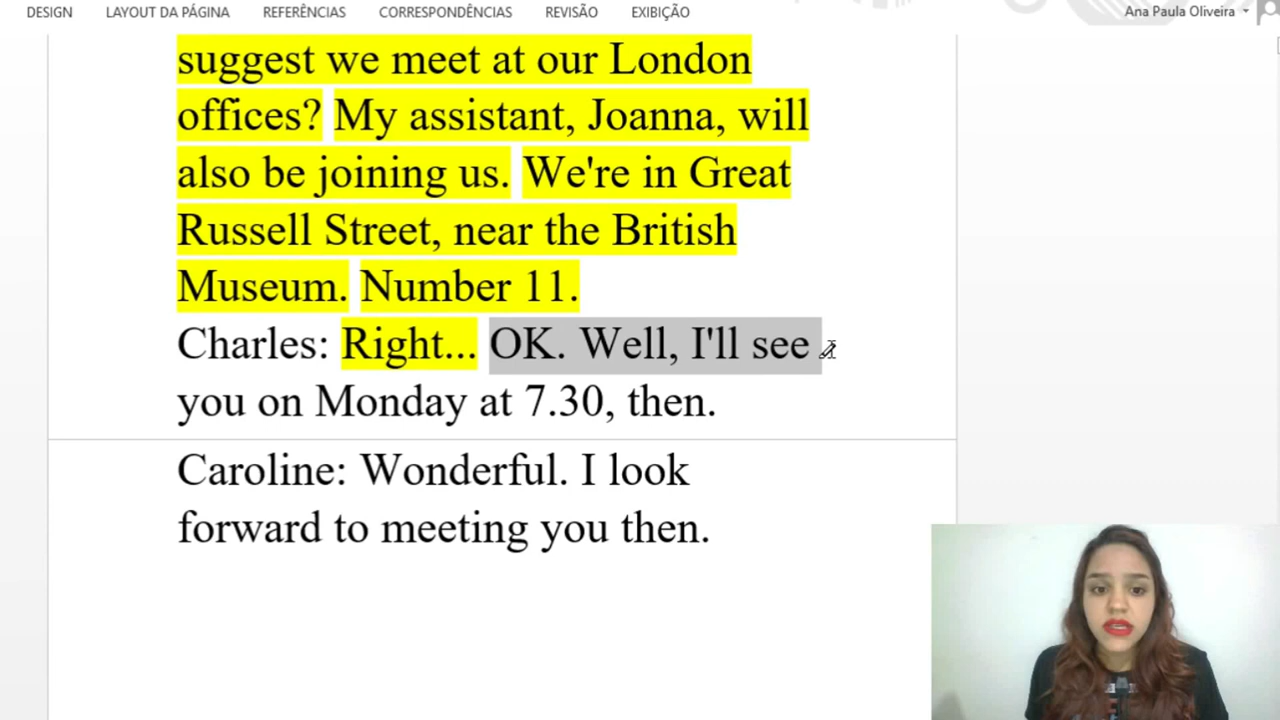 DESIGN LAYOUT DA PÁGINA REFERÊNCIAS CORRESPONDÊNCIAS REVISÃO EXIBIÇÃO Ana Paula Oliveira
suggest we meet at our London
offices? My assistant, Joanna, will
also be joining us. We're in Great
Russell Street, near the British
Museum. Number 11.
Charles: Right... OK. Well, I'll see
you on Monday at 7.30, then.
Caroline: Wonderful. I look
forward to meeting you then.